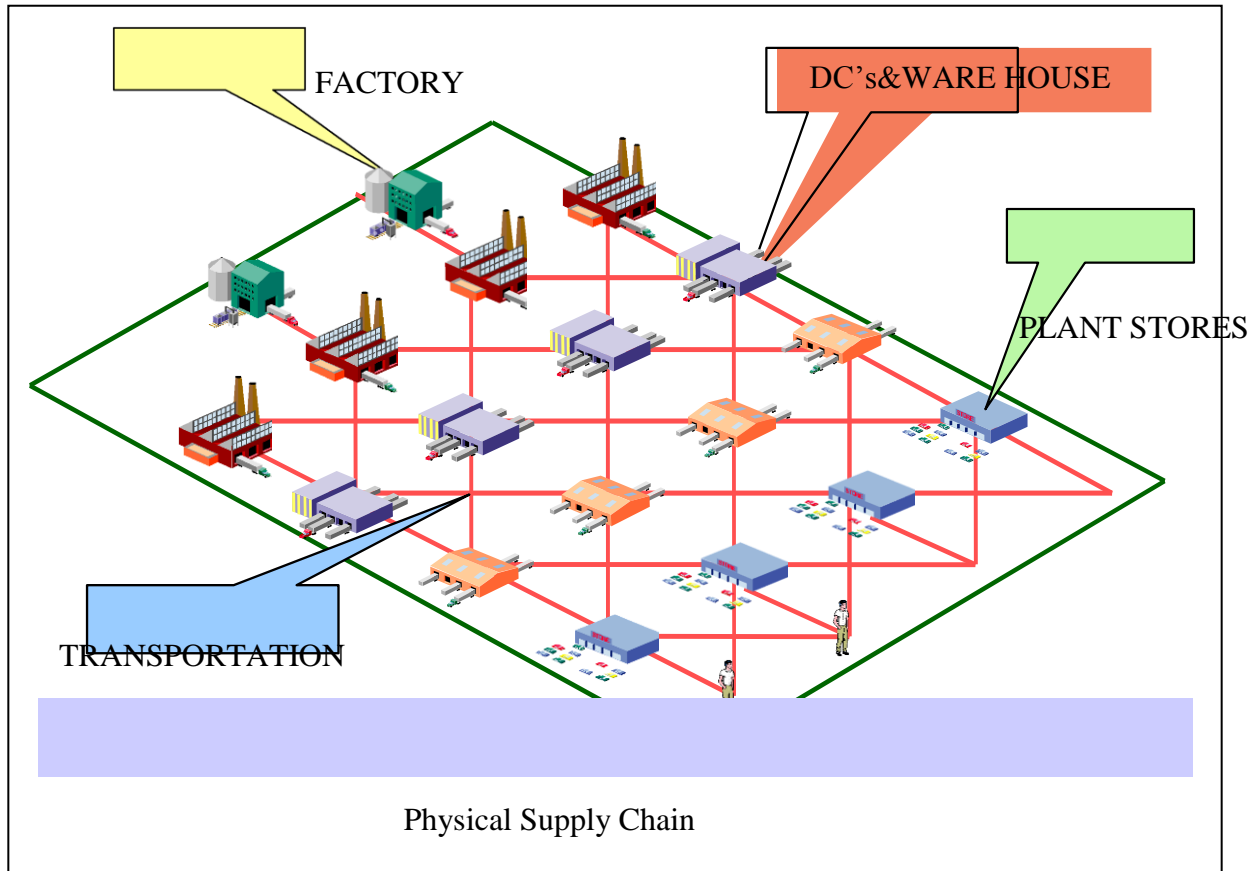 FACTORY
DC's&WARE HOUSE
PLANT STORES
TRANSPORTATION
Physical Supply Chain